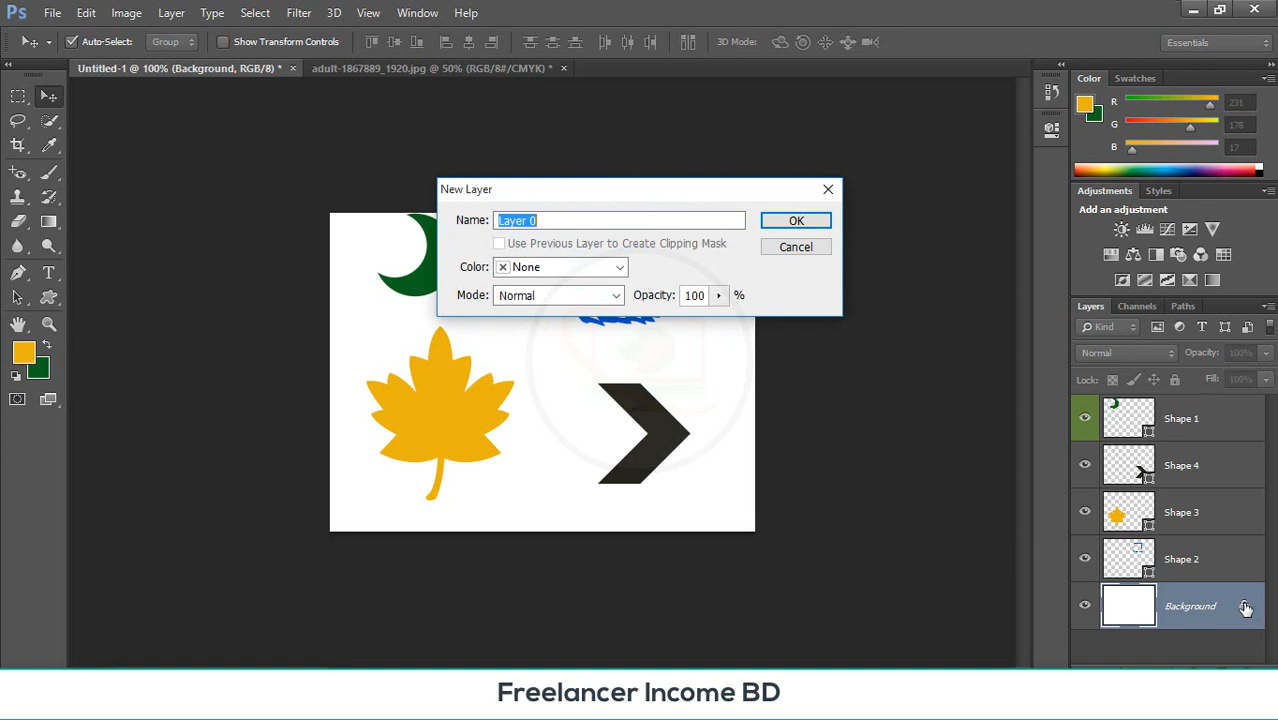 Ps File Edit Image Layer Type Select Filter 3D View Window Help
Auto-Select: Group Show Transform Controls 3D Mode: Essentials
Untitled-1 @ 100% (Background, RGB/8) * × adult-1867889_1920.jpg @ 50% (RGB/8#/CMYK) * ×
Color Swatches
R 231
G 178
B 17
New Layer
Name: Layer 0 OK
Use Previous Layer to Create Clipping Mask Cancel
Color: None
Mode: Normal Opacity: 100 %
Adjustments Styles
Add an adjustment
Layers Channels Paths
Kind
Normal Opacity: 100%
Lock: Fill: 100%
Shape 1
Shape 4
Shape 3
Shape 2
Background
Freelancer Income BD